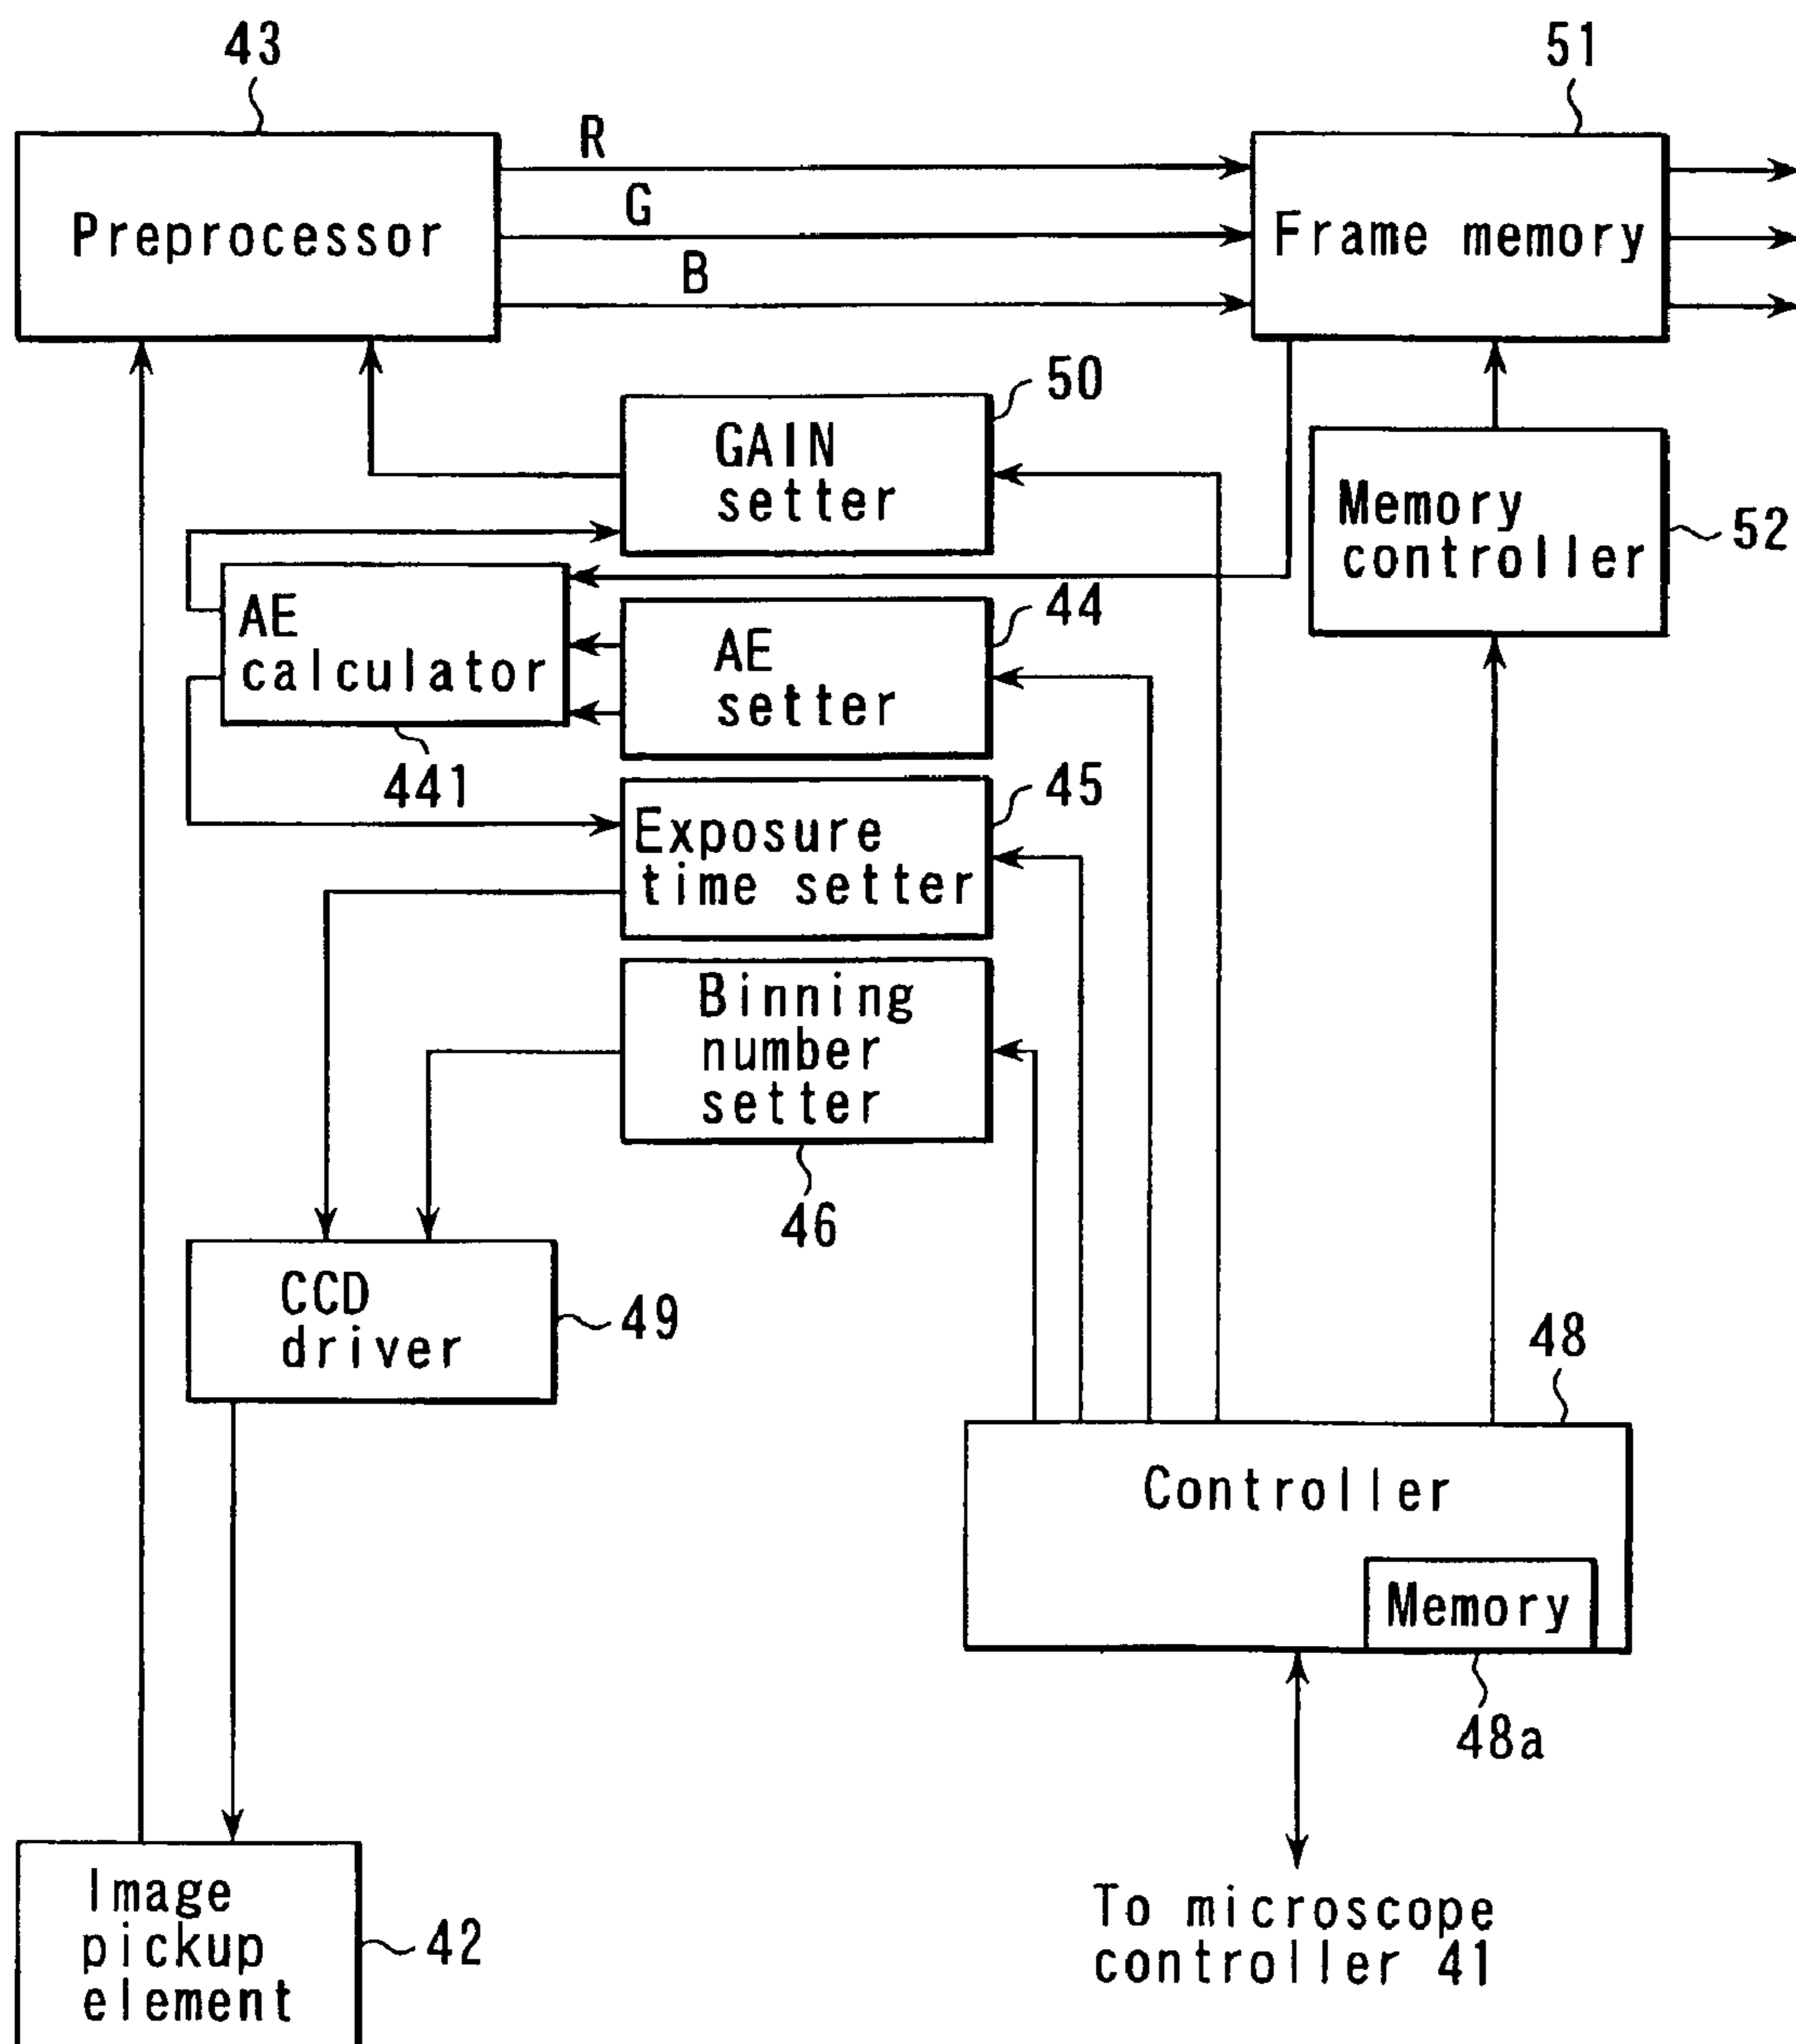 43
51
R
G
B
Preprocessor
Frame memory
50
GAIN
setter
Memory
controller
52
44
AE
calculator
AE
setter
441
45
Exposure
time setter
Binning
number
setter
46
CCD
driver
49
48
Controller
Memory
48a
Image
pickup
element
42
To microscope
controller 41